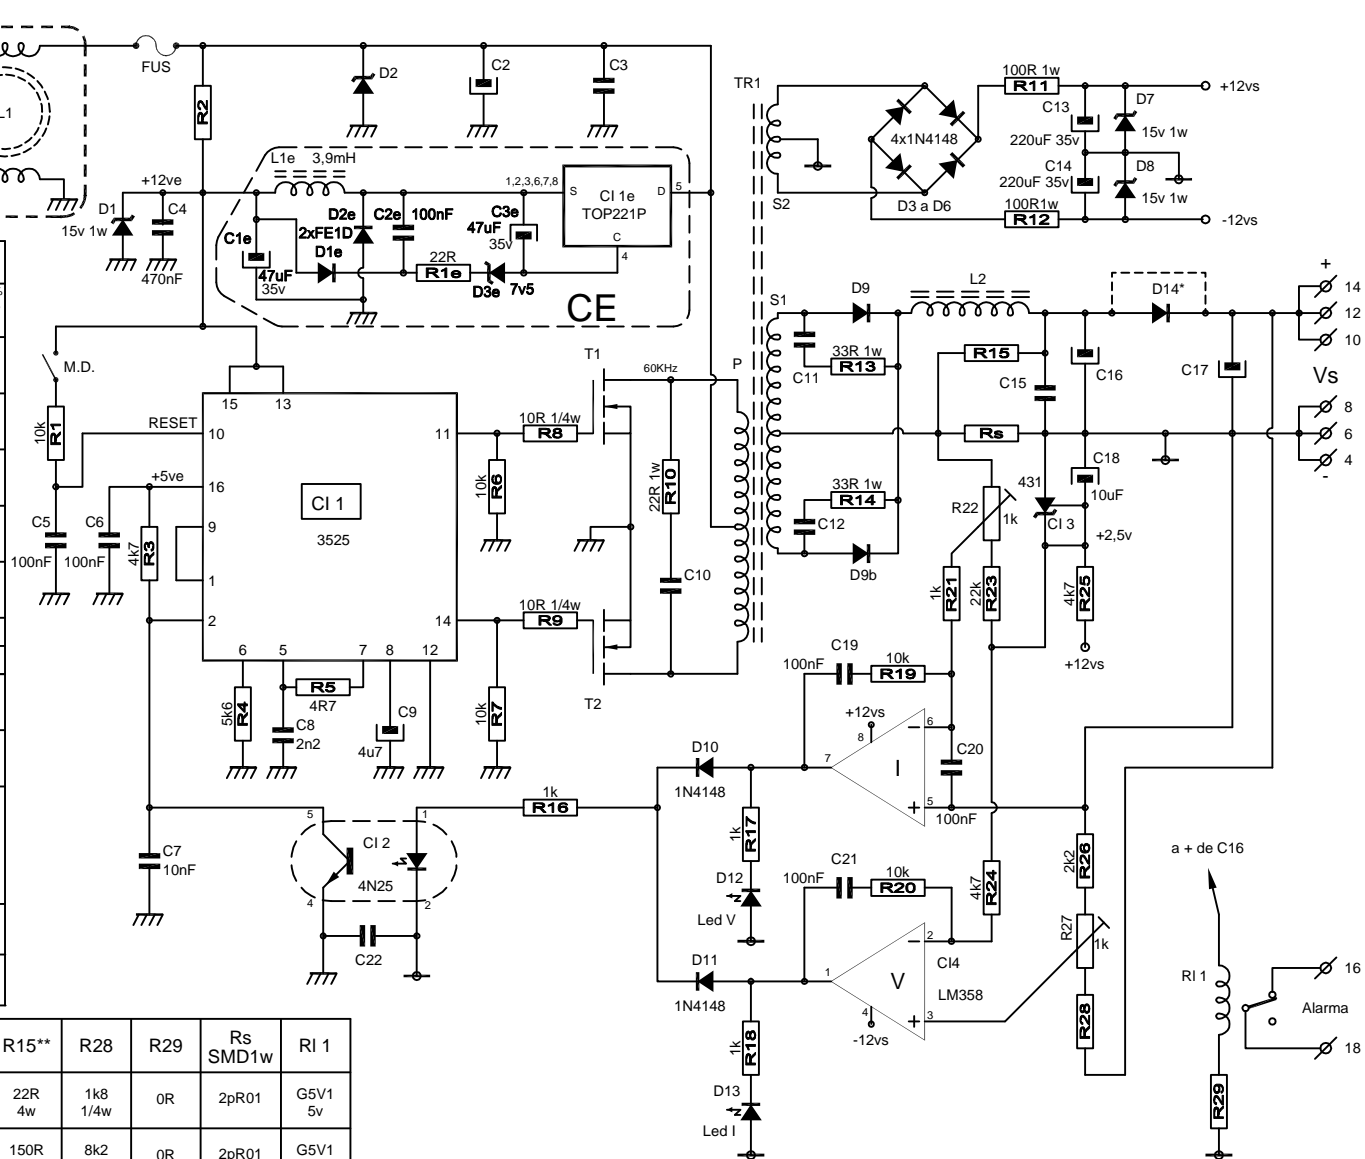 FUS
L1
R2
D2
C2
C3
+12ve
D1
15v 1w
C4
470nF
L1e 3,9mH
C1e
47uF
35v
D2e
2xFE1D
D1e
C2e 100nF
22R
R1e
D3e 7v5
C3e
47uF
35v
1,2,3,6,7,8
S
CI 1e
TOP221P
D
5
C
4
CE
TR1
S2
4x1N4148
D3 a D6
100R 1w
R11
C13
220uF 35v
C14
220uF 35v
100R1w
R12
D7
15v 1w
D8
15v 1w
+12vs
-12vs
M.D.
10k
R1
RESET
+5ve
C5
100nF
C6
100nF
4k7
R3
15
13
10
16
9
1
2
CI 1
3525
11
14
6
5
7
8
12
5k6
R4
R5
4R7
C8
2n2
C9
4u7
10R 1/4w
R8
10k
R6
10R 1/4w
R9
10k
R7
T1
T2
60KHz
22R 1w
R10
C10
P
S1
C11
33R 1w
R13
D9
L2
D14*
33R 1w
R14
C12
D9b
R15
Rs
C15
C16
C17
+
14
12
10
Vs
8
6
4
-
R22
1k
431
CI 3
C18
10uF
+2,5v
1k
R21
22k
R23
4k7
R25
+12vs
C19
100nF
10k
R19
+12vs
8
7
I
6
5
C20
100nF
D10
1N4148
1k
R16
1k
R17
D12
Led V
C21
100nF
10k
R20
4k7
R24
D11
1N4148
1
V
2
3
4
-12vs
CI4
LM358
1k
R18
D13
Led I
2k2
R26
R27
1k
R28
a + de C16
Rl 1
R29
16
Alarma
18
C7
10nF
5
CI 2
4N25
4
1
2
C22
R15** R28 R29 Rs SMD1w Rl 1
22R 4w 1k8 1/4w 0R 2pR01 G5V1 5v
150R 8k2 0R 2pR01 G5V1